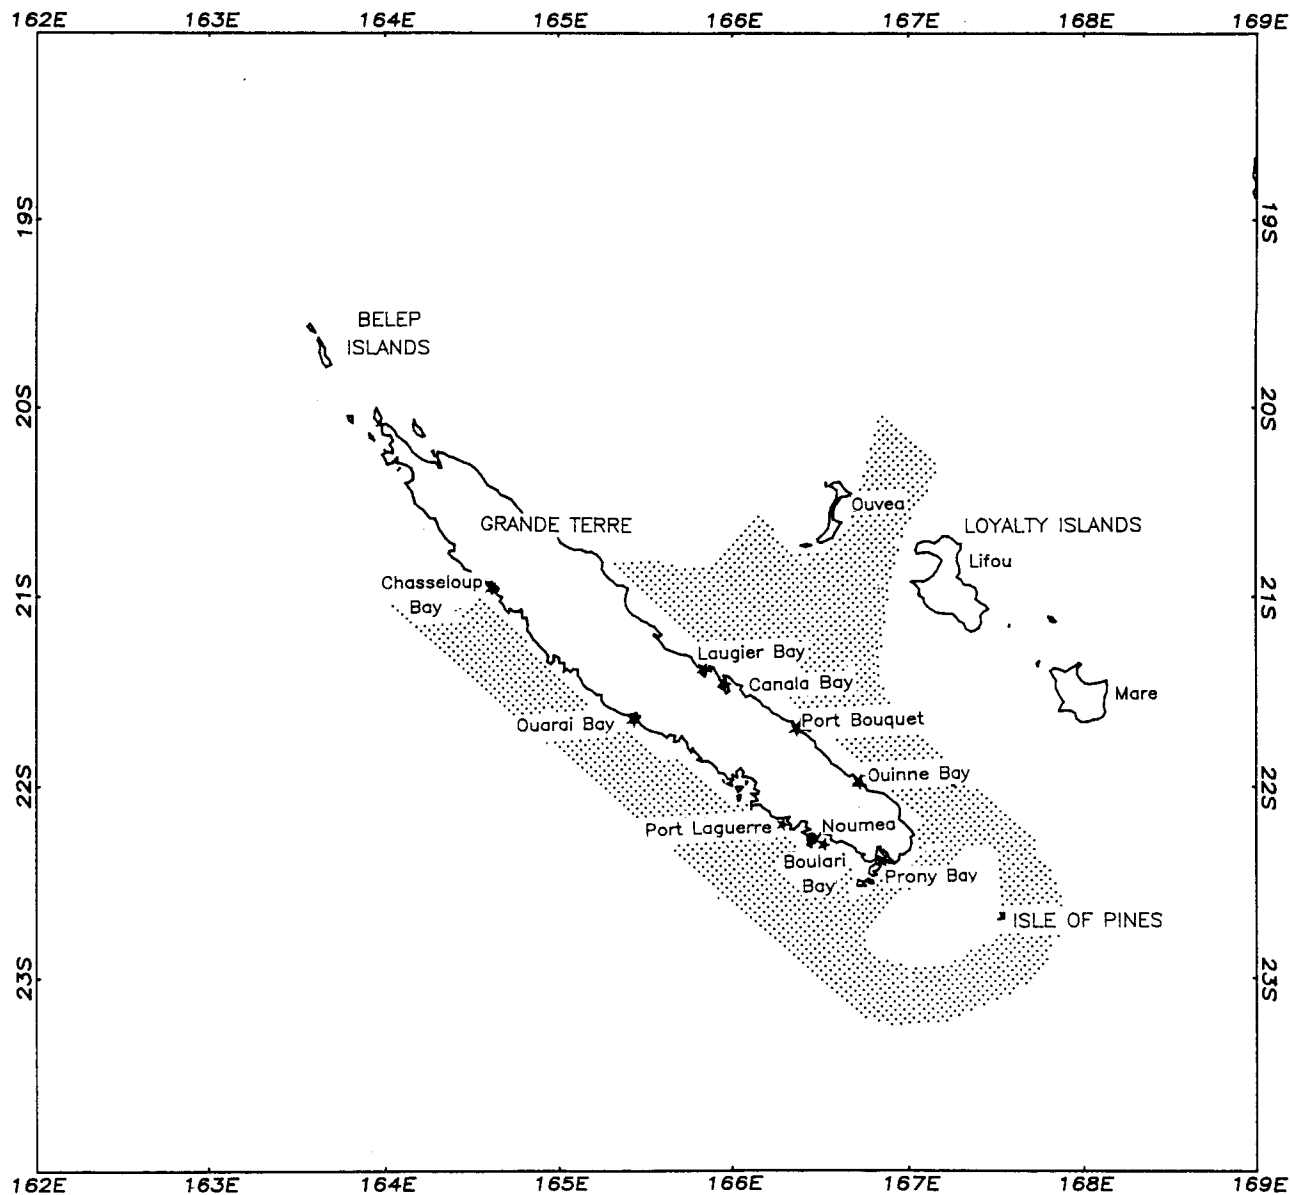 162E 163E 164E 165E 166E 167E 168E 169E
19S 19S
BELEP
ISLANDS
20S 20S
Ouvea
GRANDE TERRE LOYALTY ISLANDS
Lifou
Chasseloup
Bay
21S 21S
Laugier Bay
Canala Bay
Mare
Ouarai Bay
Port Bouquet
Ouinne Bay
22S 22S
Port Laguerre
Noumea
Boulari
Bay
Prony Bay
ISLE OF PINES
23S 23S
162E 163E 164E 165E 166E 167E 168E 169E